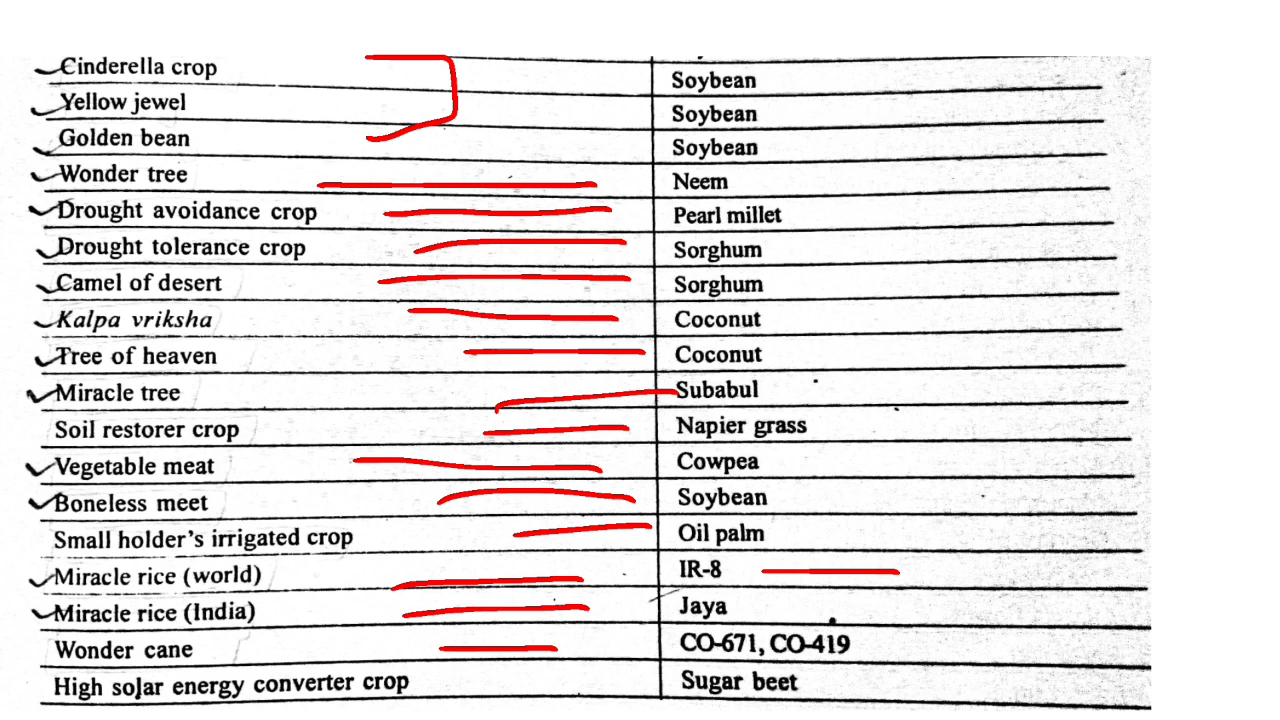 Cinderella crop Soybean
Yellow jewel Soybean
Golden bean Soybean
Wonder tree Neem
Drought avoidance crop Pearl millet
Drought tolerance crop Sorghum
Camel of desert Sorghum
Kalpa vriksha Coconut
Tree of heaven Coconut
Miracle tree Subabul
Soil restorer crop Napier grass
Vegetable meat Cowpea
Boneless meet Soybean
Small holder's irrigated crop Oil palm
Miracle rice (world) IR-8
Miracle rice (India) Jaya
Wonder cane CO-671, CO-419
High solar energy converter crop Sugar beet